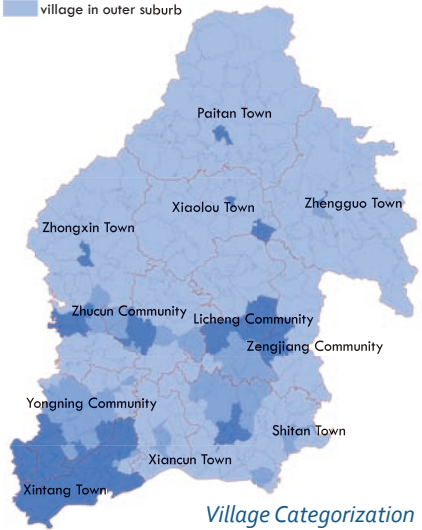 village in outer suburb
Paitan Town
Xiaolou Town
Zhengguo Town
Zhongxin Town
Zhucun Community
Licheng Community
Zengjiang Community
Yongning Community
Shitan Town
Xiancun Town
Xintang Town
Village Categorization